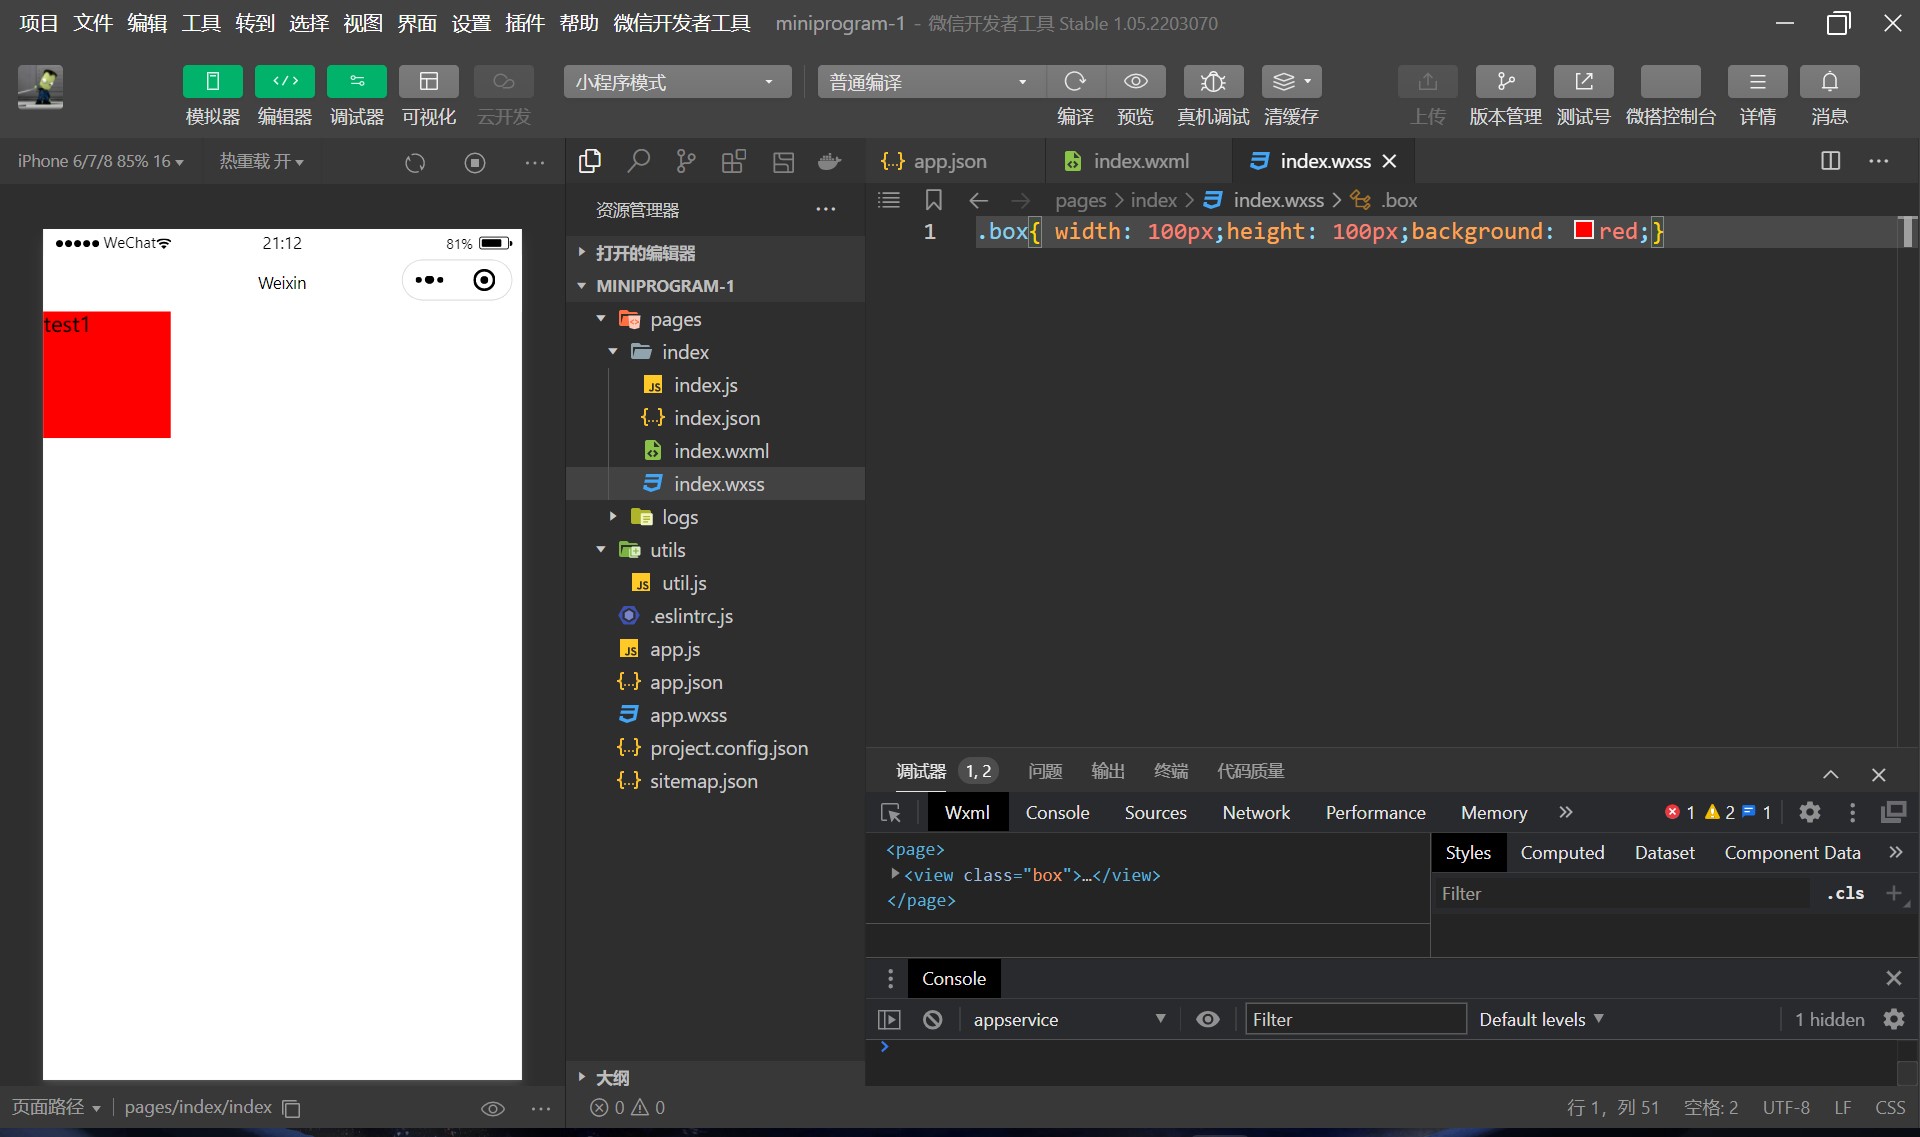 项目 文件 编辑 工具 转到 选择 视图 界面 设置 插件 帮助 微信开发者工具 miniprogram-1 - 微信开发者工具 Stable 1.05.2203070
模拟器 编辑器 调试器 可视化 云开发
小程序模式 普通编译
编译 预览 真机调试 清缓存
上传 版本管理 测试号 微搭控制台 详情 消息
iPhone 6/7/8 85% 16 热重载 开
WeChat 21:12 81%
Weixin
test1
页面路径 pages/index/index
资源管理器
打开的编辑器
MINIPROGRAM-1
pages
index
index.js
index.json
index.wxml
index.wxss
logs
utils
util.js
.eslintrc.js
app.js
app.json
app.wxss
project.config.json
sitemap.json
大纲
0 0
app.json index.wxml index.wxss
pages > index > index.wxss > .box
1 .box{ width: 100px;height: 100px;background: red;}
调试器 1, 2 问题 输出 终端 代码质量
Wxml Console Sources Network Performance Memory 1 2 1
<page>
<view class="box">…</view>
</page>
Styles Computed Dataset Component Data
Filter .cls
Console
appservice Filter Default levels 1 hidden
行 1，列 51 空格: 2 UTF-8 LF CSS